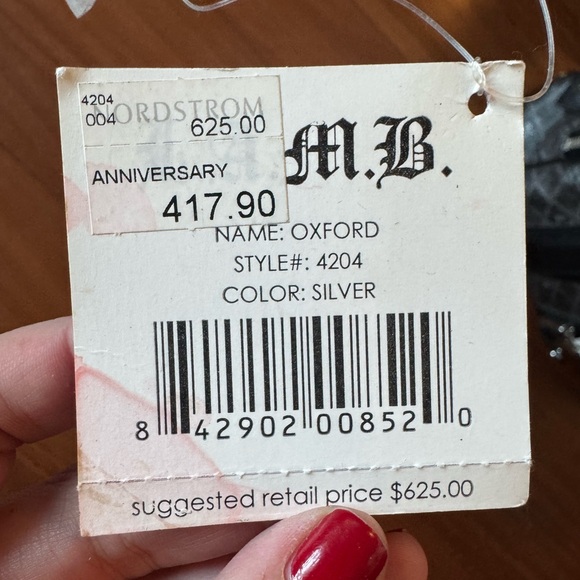 4204
004
NORDSTROM
625.00
ANNIVERSARY
417.90
M.B.
NAME: OXFORD
STYLE#: 4204
COLOR: SILVER
8 42902 00852 0
suggested retail price $625.00